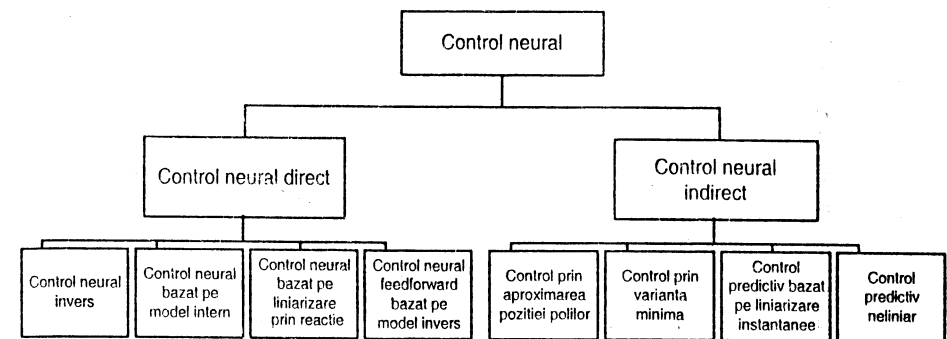 Control neural
Control neural direct
Control neural
indirect
Control neural
invers
Control neural
bazat pe
model intern
Control neural
bazat pe
liniarizare
prin reactie
Control neural
feedforward
bazat pe
model invers
Control prin
aproximarea
pozitiei polilor
Control prin
varianta
minima
Control
predictiv bazat
pe liniarizare
instantanee
Control
predictiv
neliniar